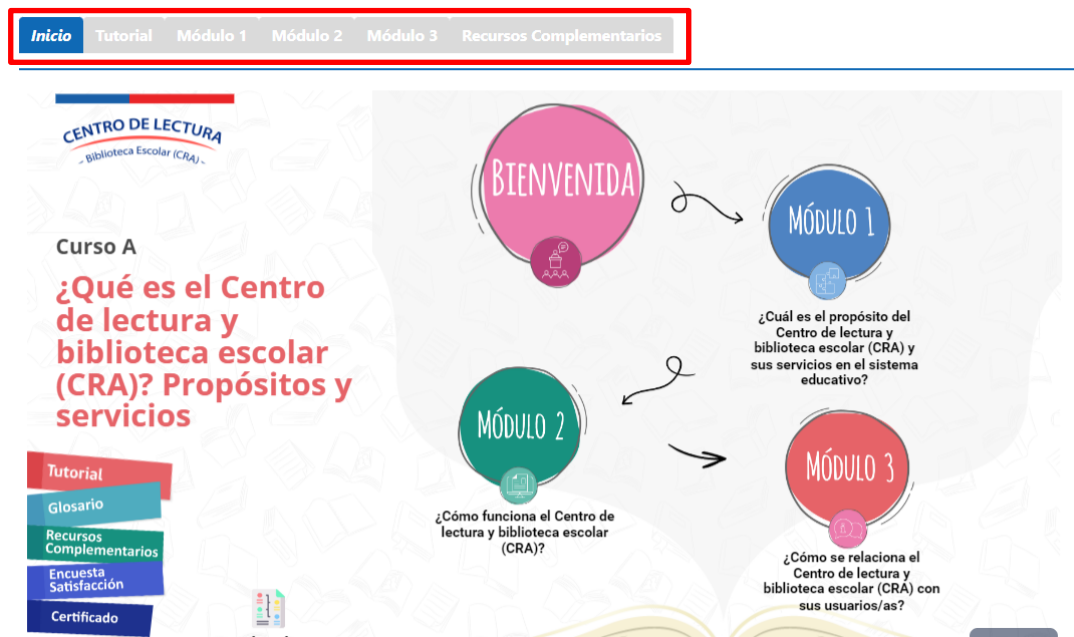 Inicio Tutorial Módulo 1 Módulo 2 Módulo 3 Recursos Complementarios
CENTRO DE LECTURA
- Biblioteca Escolar (CRA) -
Curso A
¿Qué es el Centro
de lectura y
biblioteca escolar
(CRA)? Propósitos y
servicios
Tutorial
Glosario
Recursos
Complementarios
Encuesta
Satisfacción
Certificado
BIENVENIDA
MÓDULO 1
¿Cuál es el propósito del
Centro de lectura y
biblioteca escolar (CRA) y
sus servicios en el sistema
educativo?
MÓDULO 2
¿Cómo funciona el Centro de
lectura y biblioteca escolar
(CRA)?
MÓDULO 3
¿Cómo se relaciona el
Centro de lectura y
biblioteca escolar (CRA) con
sus usuarios/as?